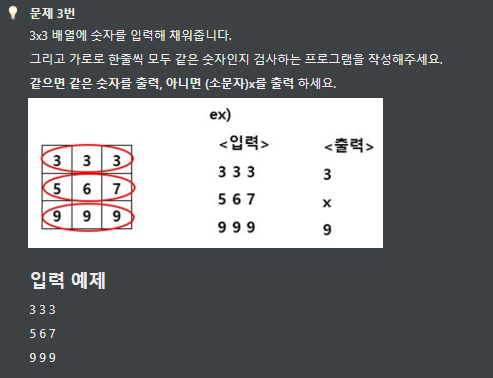 문제 3번
3x3 배열에 숫자를 입력해 채워줍니다.
그리고 가로로 한줄씩 모두 같은 숫자인지 검사하는 프로그램을 작성해주세요.
같으면 같은 숫자를 출력, 아니면 (소문자)x를 출력 하세요.
ex)
<입력> <출력>
3 3 3 3 3 3 3
5 6 7 5 6 7 x
9 9 9 9 9 9 9
입력 예제
3 3 3
5 6 7
9 9 9